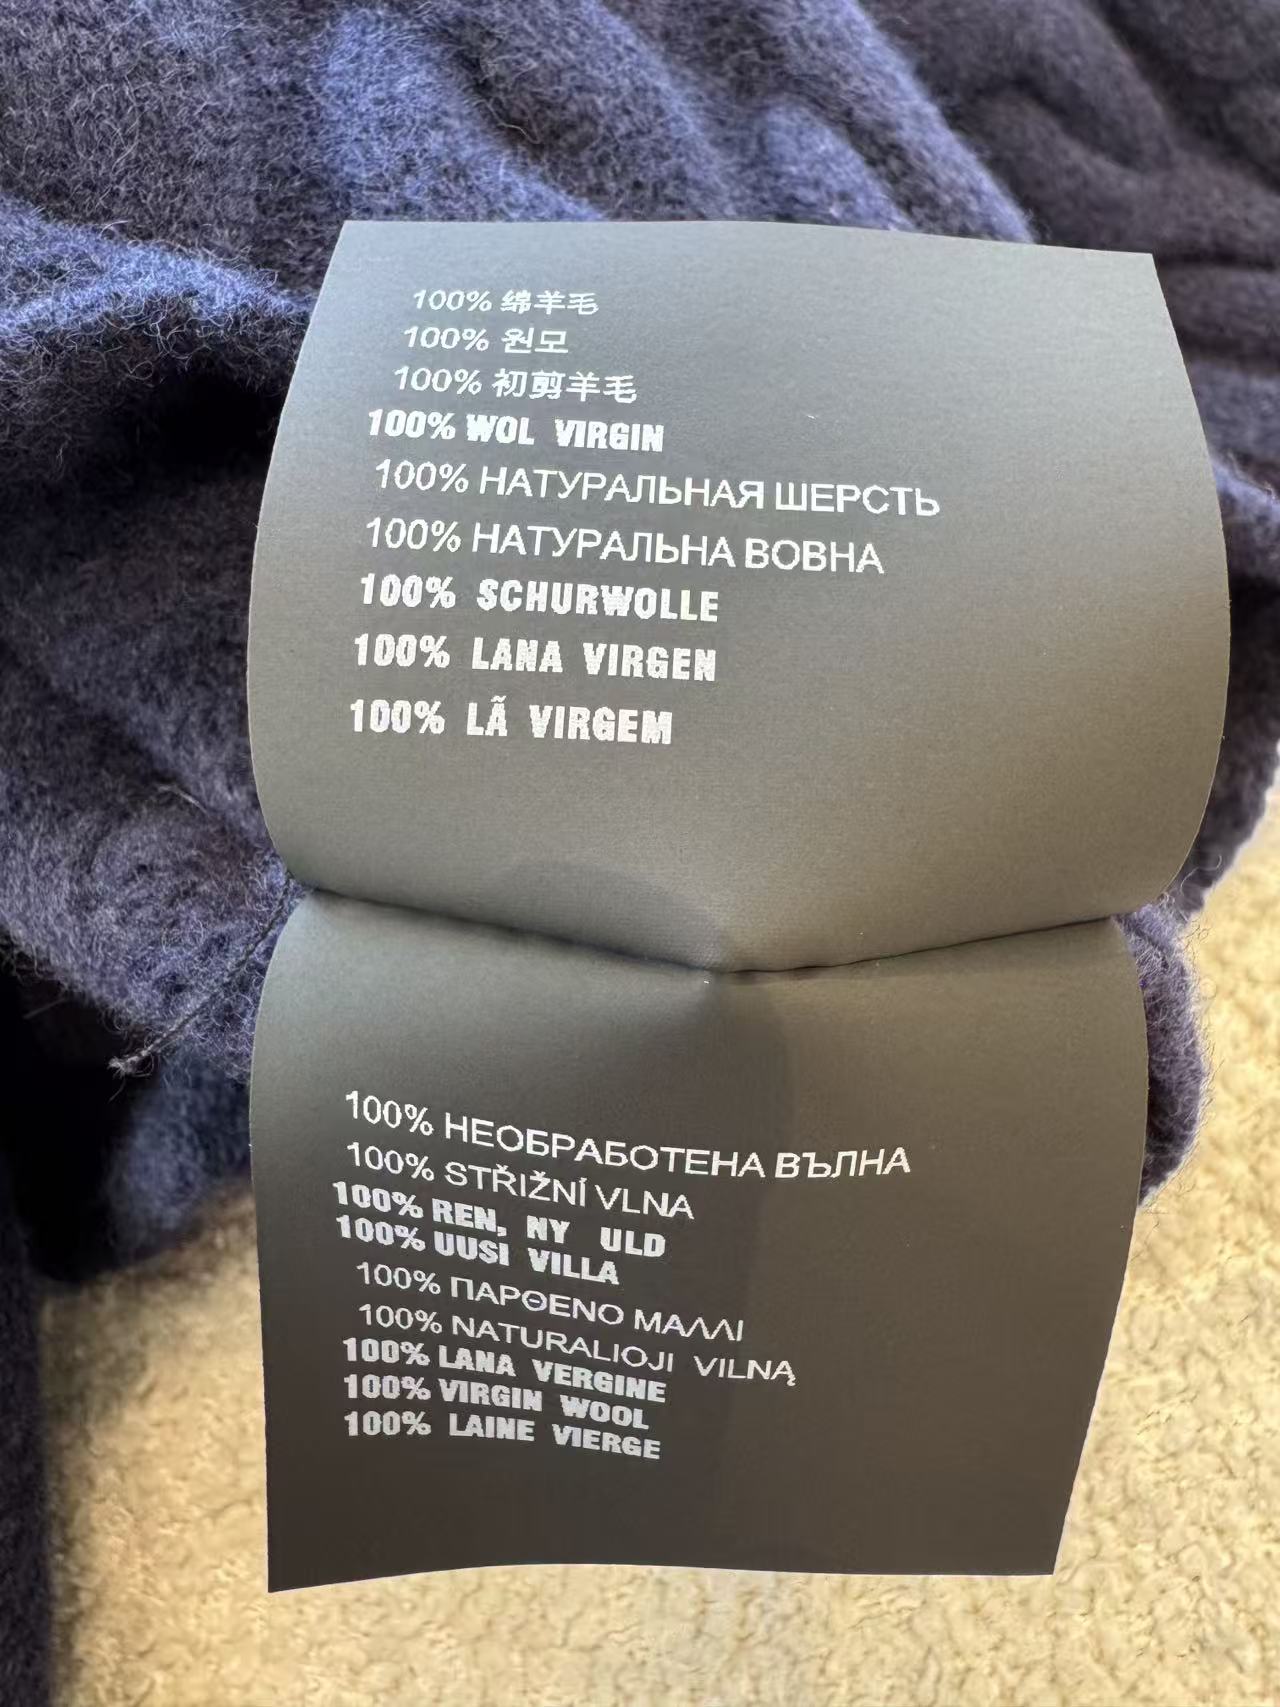 100% 绵羊毛
100% 원모
100% 初剪羊毛
100% WOL VIRGIN
100% НАТУРАЛЬНАЯ ШЕРСТЬ
100% НАТУРАЛЬНА ВОВНА
100% SCHURWOLLE
100% LANA VIRGEN
100% LÃ VIRGEM
100% НЕОБРАБОТЕНА ВЪЛНА
100% STŘIŽNÍ VLNA
100% REN, NY ULD
100% UUSI VILLA
100% ΠΑΡΘΕΝΟ ΜΑΛΛΙ
100% NATURALIOJI VILNĄ
100% LANA VERGINE
100% VIRGIN WOOL
100% LAINE VIERGE